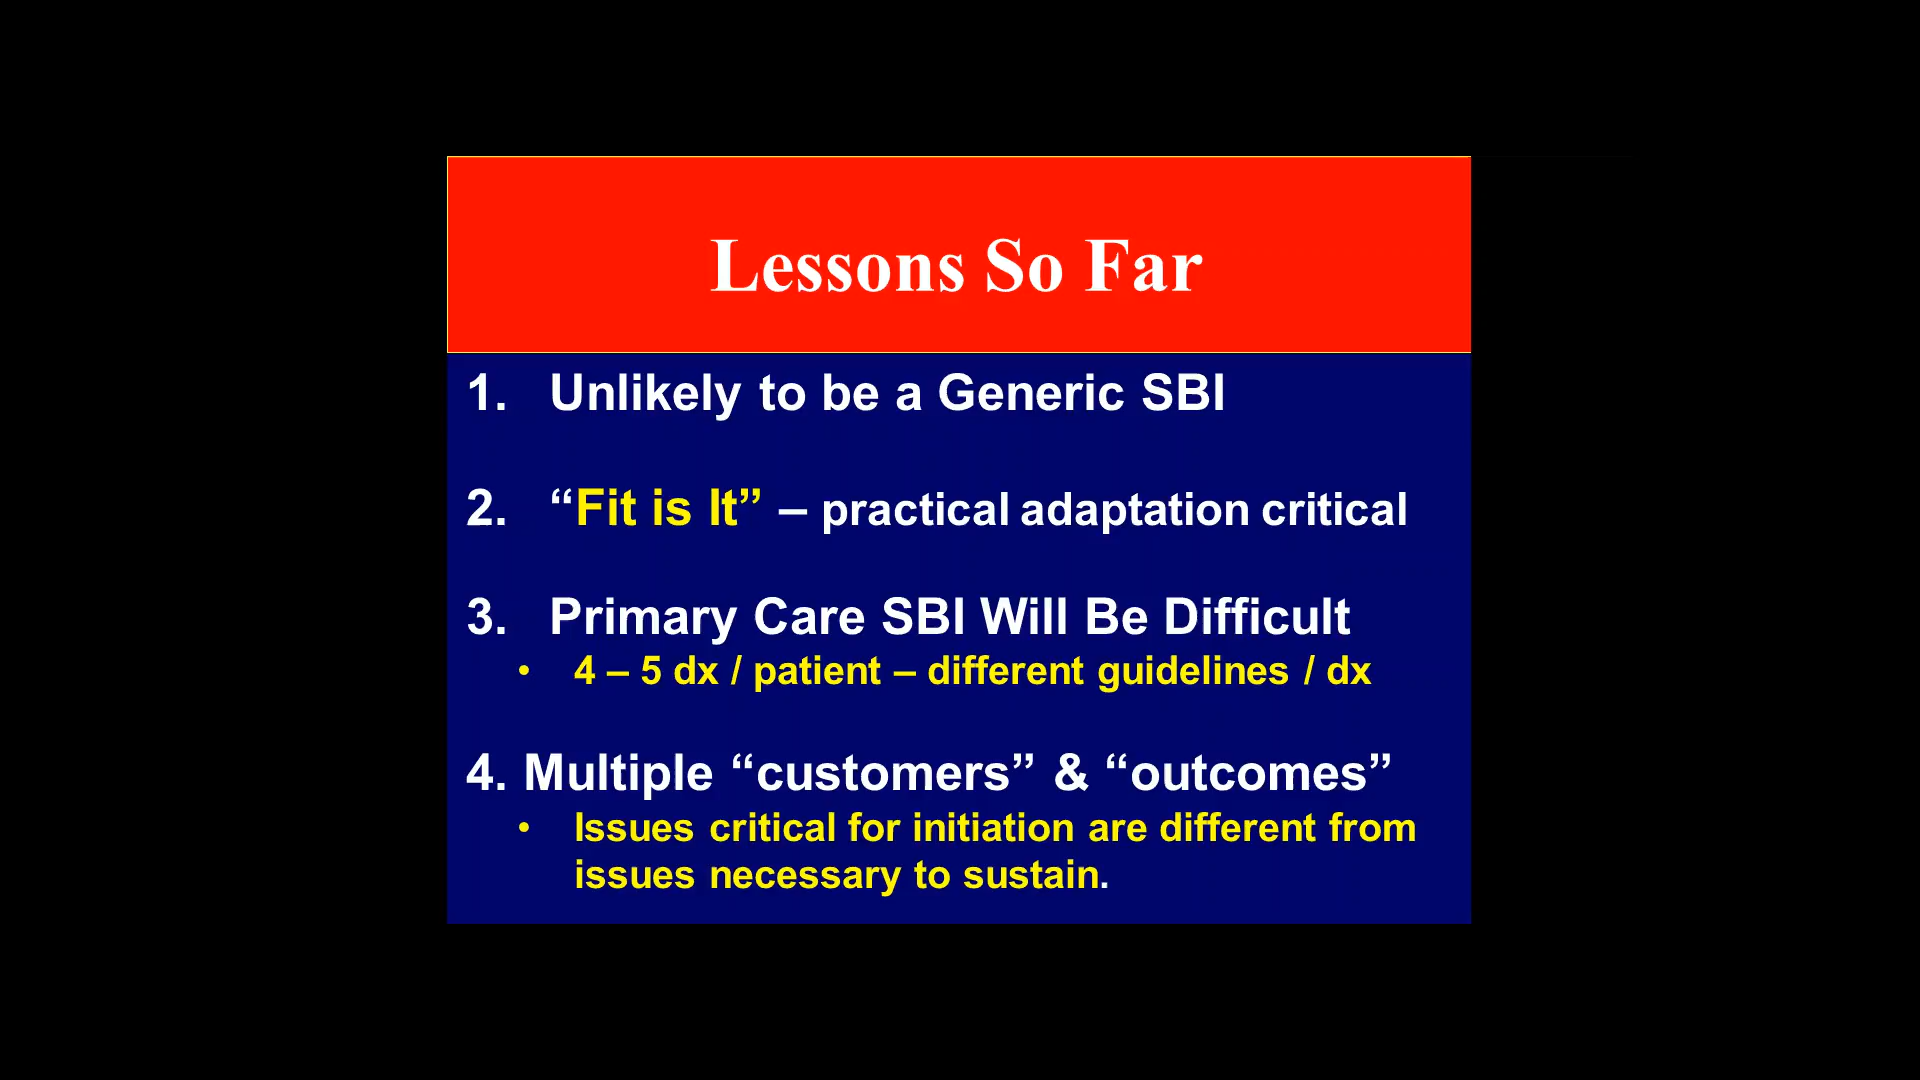 Lessons So Far
1. Unlikely to be a Generic SBI
2. “Fit is It” – practical adaptation critical
3. Primary Care SBI Will Be Difficult
• 4 – 5 dx / patient – different guidelines / dx
4. Multiple “customers” & “outcomes”
• Issues critical for initiation are different from
issues necessary to sustain.